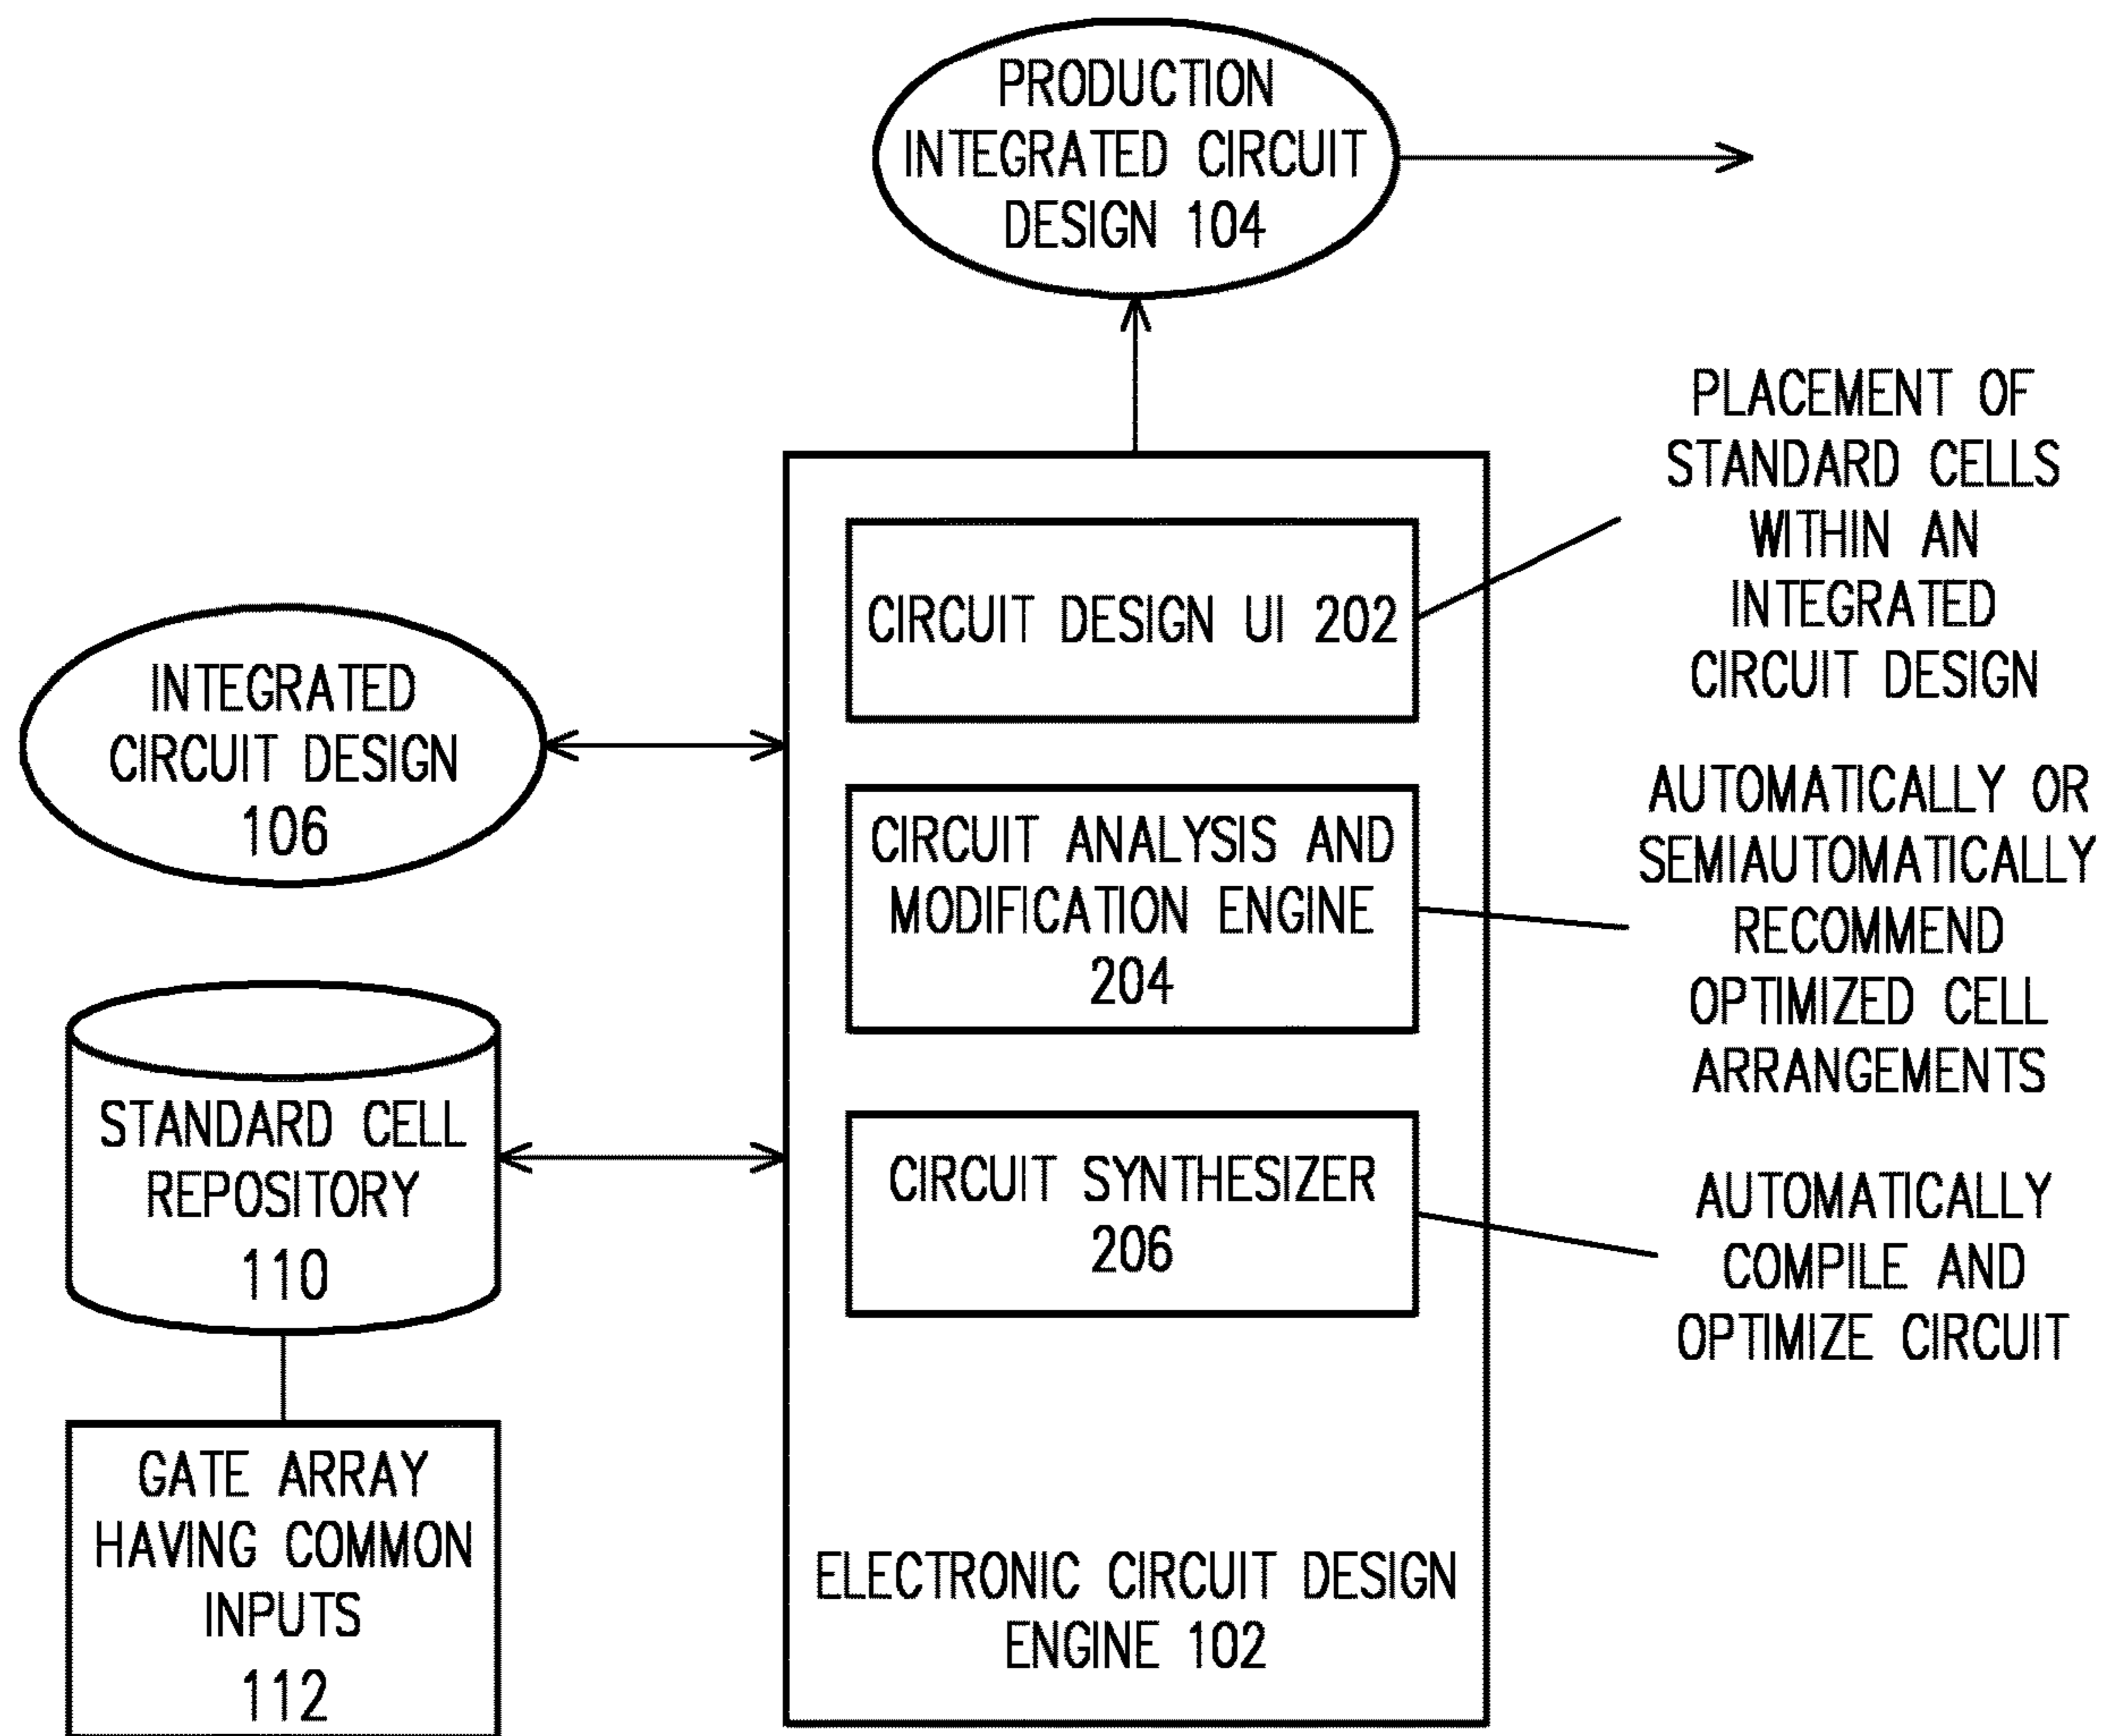 PRODUCTION
INTEGRATED CIRCUIT
DESIGN 104
PLACEMENT OF
STANDARD CELLS
WITHIN AN
INTEGRATED
CIRCUIT DESIGN
CIRCUIT DESIGN UI 202
INTEGRATED
CIRCUIT DESIGN
106
CIRCUIT ANALYSIS AND
MODIFICATION ENGINE
204
AUTOMATICALLY OR
SEMIAUTOMATICALLY
RECOMMEND
OPTIMIZED CELL
ARRANGEMENTS
STANDARD CELL
REPOSITORY
110
CIRCUIT SYNTHESIZER
206
AUTOMATICALLY
COMPILE AND
OPTIMIZE CIRCUIT
GATE ARRAY
HAVING COMMON
INPUTS
112
ELECTRONIC CIRCUIT DESIGN
ENGINE 102